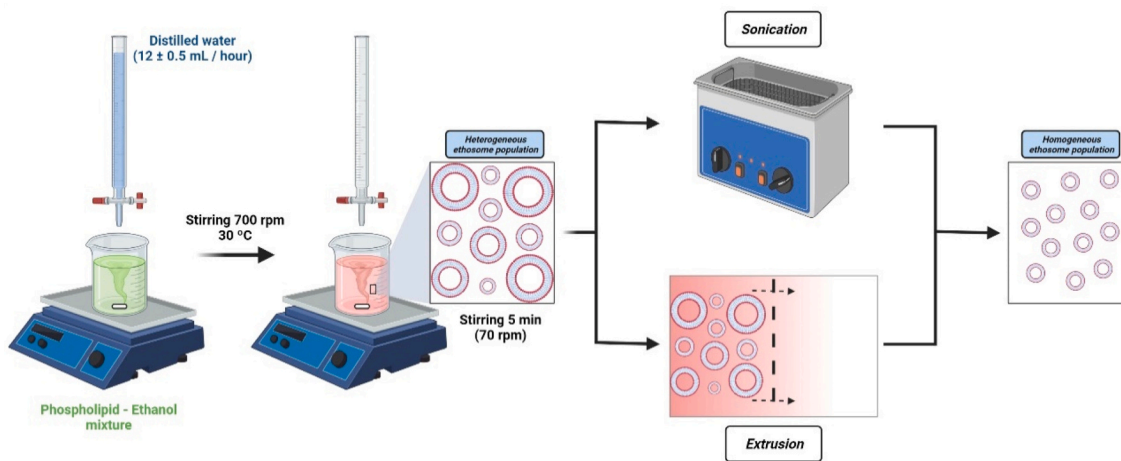 Distilled water
(12 ± 0.5 mL / hour)
Stirring 700 rpm
30 ºC
Phospholipid - Ethanol
mixture
Heterogeneous
ethosome population
Stirring 5 min
(70 rpm)
Sonication
Extrusion
Homogeneous
ethosome population